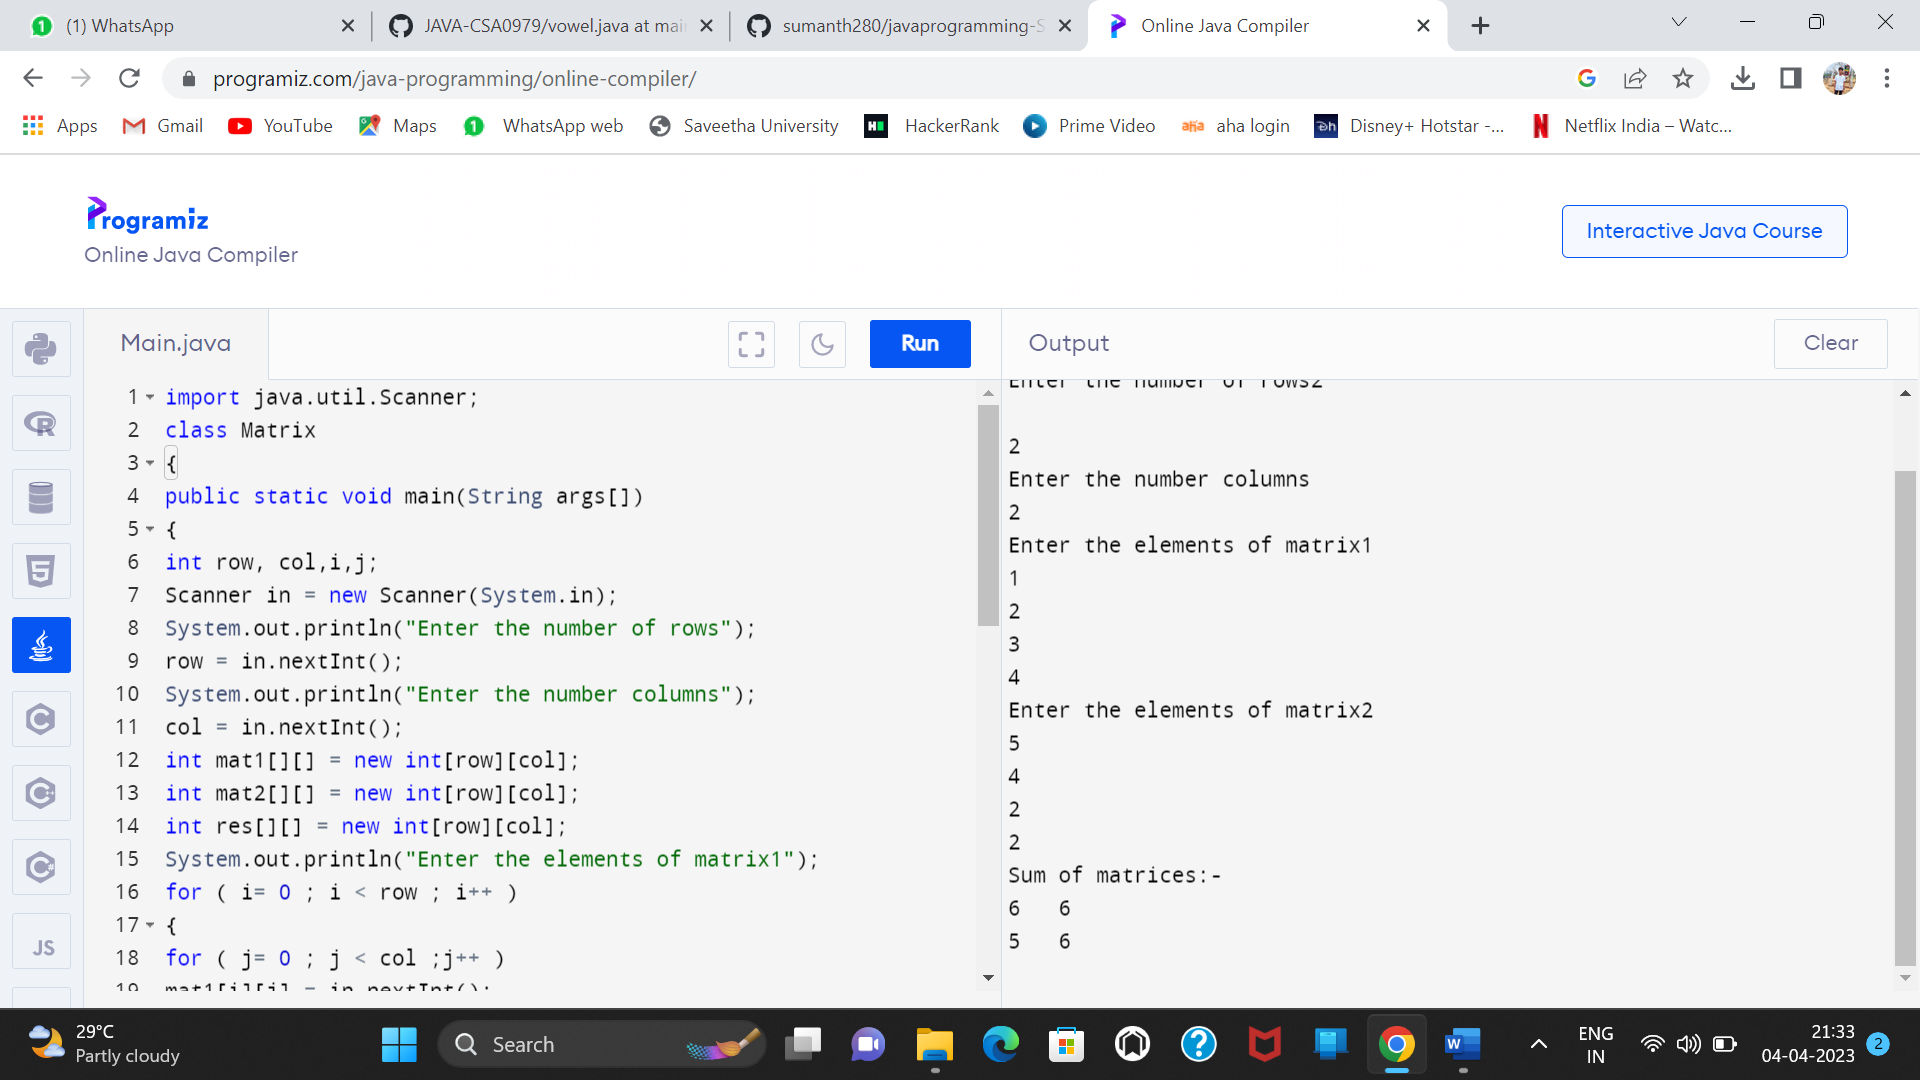 (1) WhatsApp
JAVA-CSA0979/vowel.java at mai
sumanth280/javaprogramming-S
Online Java Compiler
programiz.com/java-programming/online-compiler/
Apps
Gmail
YouTube
Maps
WhatsApp web
Saveetha University
HackerRank
Prime Video
aha login
Disney+ Hotstar -...
Netflix India – Watc...
Programiz
Online Java Compiler
Interactive Java Course
Main.java
Run
Output
Clear
1 import java.util.Scanner;
2 class Matrix
3 {
4 public static void main(String args[])
5 {
6 int row, col,i,j;
7 Scanner in = new Scanner(System.in);
8 System.out.println("Enter the number of rows");
9 row = in.nextInt();
10 System.out.println("Enter the number columns");
11 col = in.nextInt();
12 int mat1[][] = new int[row][col];
13 int mat2[][] = new int[row][col];
14 int res[][] = new int[row][col];
15 System.out.println("Enter the elements of matrix1");
16 for ( i= 0 ; i < row ; i++ )
17 {
18 for ( j= 0 ; j < col ;j++ )
19 mat1[i][j] = in.nextInt();
Enter the number of rows2
2
Enter the number columns
2
Enter the elements of matrix1
1
2
3
4
Enter the elements of matrix2
5
4
2
2
Sum of matrices:-
6 6
5 6
JS
29°C
Partly cloudy
Search
ENG
IN
21:33
04-04-2023
2